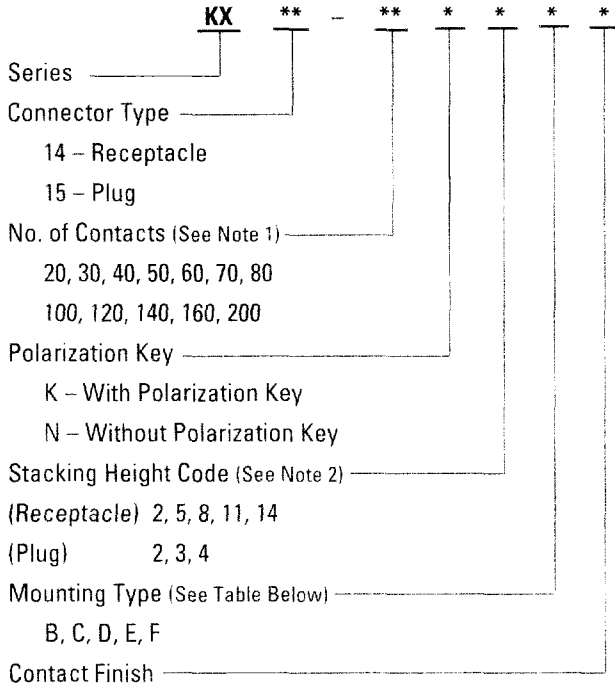 KX ** – ** * * * *
Series
Connector Type
14 – Receptacle
15 – Plug
No. of Contacts (See Note 1)
20, 30, 40, 50, 60, 70, 80
100, 120, 140, 160, 200
Polarization Key
K – With Polarization Key
N – Without Polarization Key
Stacking Height Code (See Note 2)
(Receptacle) 2, 5, 8, 11, 14
(Plug) 2, 3, 4
Mounting Type (See Table Below)
B, C, D, E, F
Contact Finish